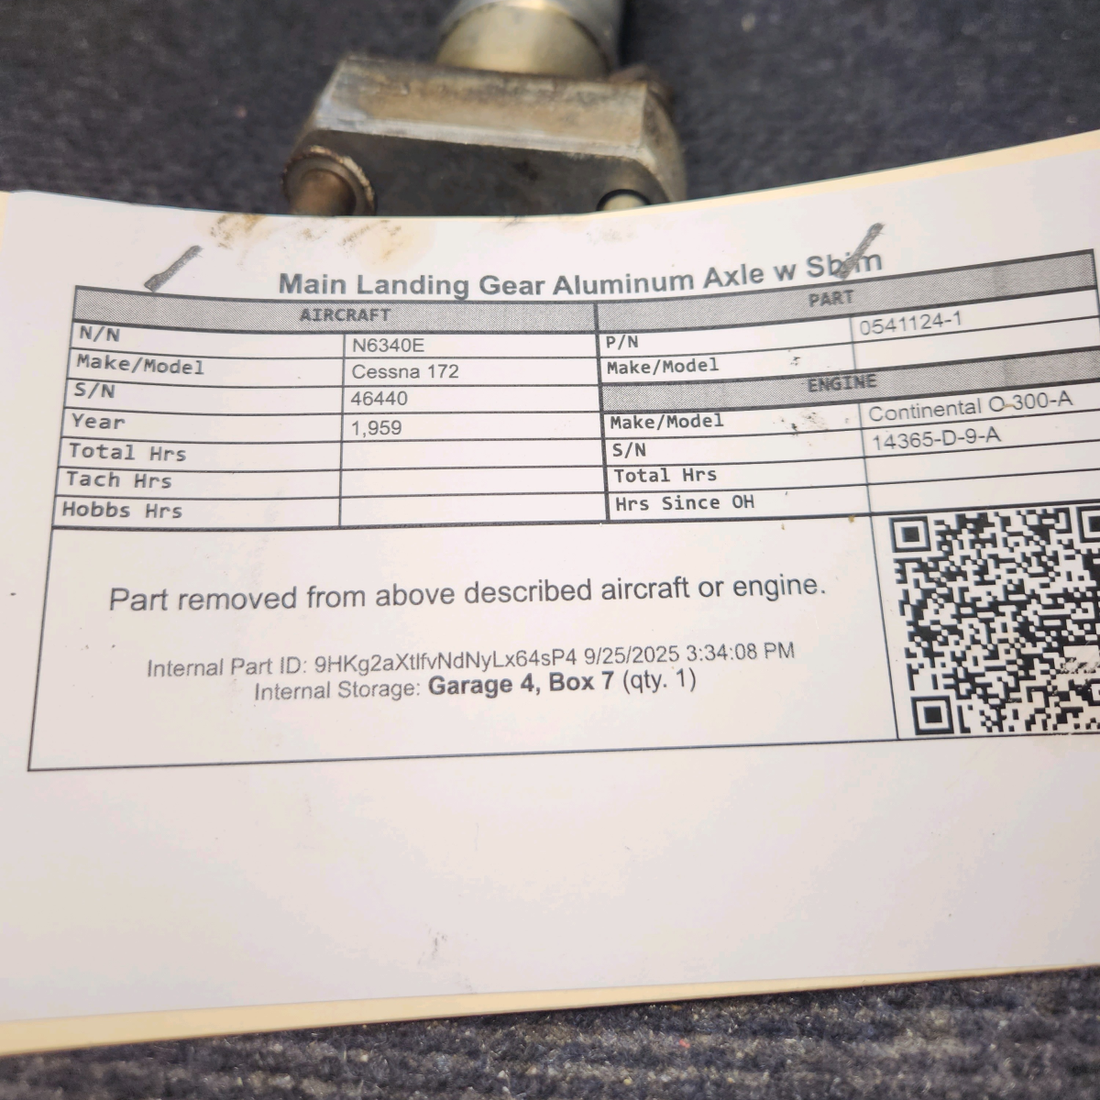 Main Landing Gear Aluminum Axle w Shim
AIRCRAFT
N/N N6340E
Make/Model Cessna 172
S/N 46440
Year 1,959
Total Hrs
Tach Hrs
Hobbs Hrs
PART
P/N 0541124-1
Make/Model
ENGINE
Make/Model Continental O-300-A
S/N 14365-D-9-A
Total Hrs
Hrs Since OH
Part removed from above described aircraft or engine.
Internal Part ID: 9HKg2aXtlfvNdNyLx64sP4 9/25/2025 3:34:08 PM
Internal Storage: Garage 4, Box 7 (qty. 1)